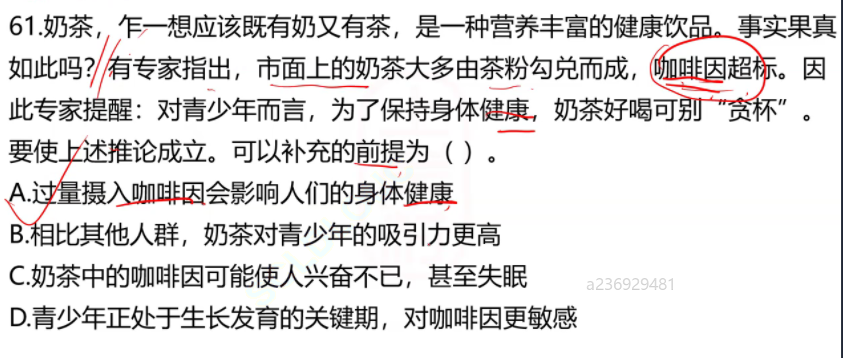 61.奶茶，乍一想应该既有奶又有茶，是一种营养丰富的健康饮品。事实果真
如此吗？有专家指出，市面上的奶茶大多由茶粉勾兑而成，咖啡因超标。因
此专家提醒：对青少年而言，为了保持身体健康，奶茶好喝可别“贪杯”。
要使上述推论成立。可以补充的前提为（ ）。
A.过量摄入咖啡因会影响人们的身体健康
B.相比其他人群，奶茶对青少年的吸引力更高
C.奶茶中的咖啡因可能使人兴奋不已，甚至失眠
a236929481
D.青少年正处于生长发育的关键期，对咖啡因更敏感